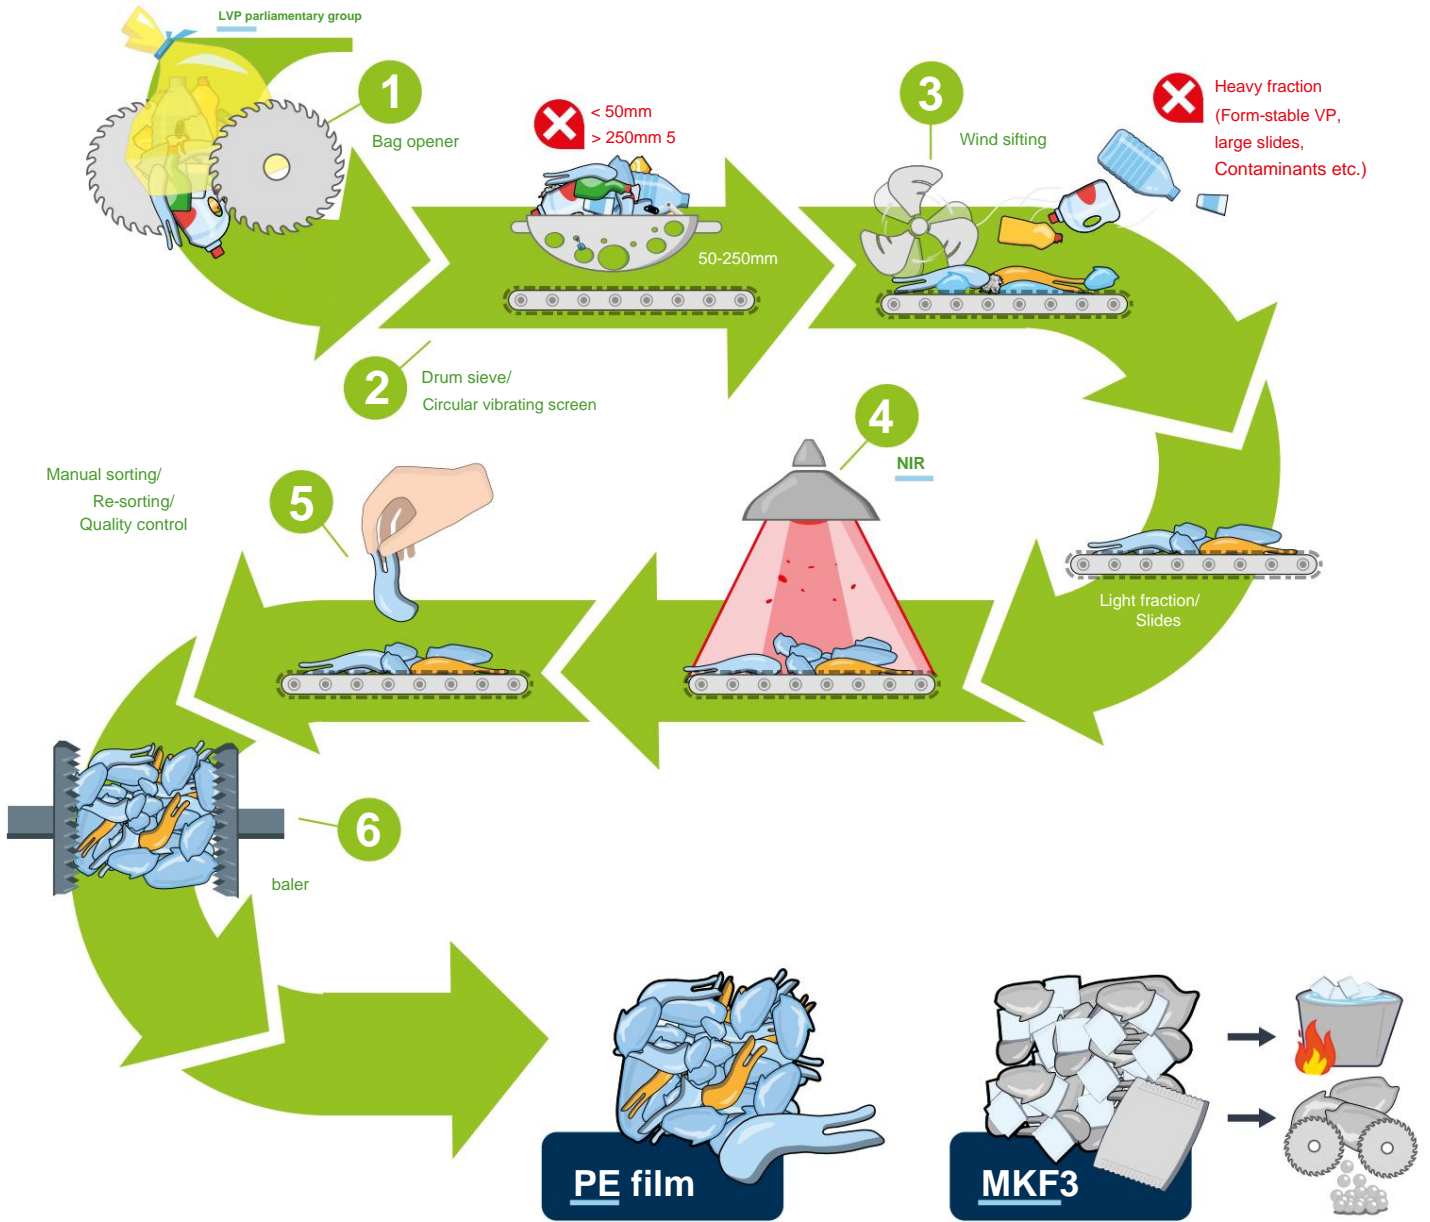 LVP parliamentary group
1
Bag opener
< 50mm
> 250mm 5
50-250mm
2
Drum sieve/
Circular vibrating screen
3
Wind sifting
Heavy fraction
(Form-stable VP,
large slides,
Contaminants etc.)
Light fraction/
Slides
4
NIR
5
Manual sorting/
Re-sorting/
Quality control
6
baler
PE film
MKF3